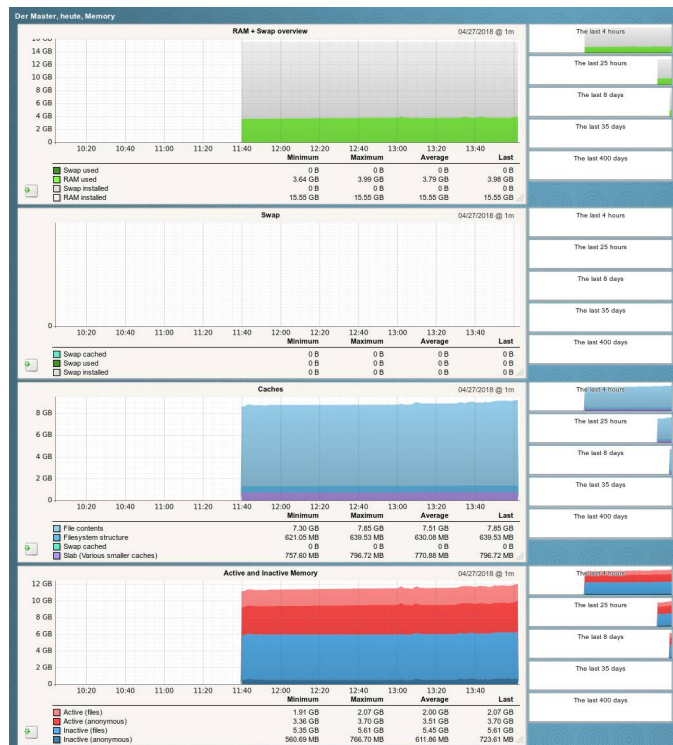 Der Master, heute, Memory
RAM + Swap overview 04/27/2018 @ 1m
16 GB
14 GB
12 GB
10 GB
8 GB
6 GB
4 GB
2 GB
0
10:20 10:40 11:00 11:20 11:40 12:00 12:20 12:40 13:00 13:20 13:40
Minimum Maximum Average Last
Swap used 0 B 0 B 0 B 0 B
RAM used 3.64 GB 3.99 GB 3.79 GB 3.98 GB
Swap installed 0 B 0 B 0 B 0 B
RAM installed 15.55 GB 15.55 GB 15.55 GB 15.55 GB
The last 4 hours
The last 25 hours
The last 8 days
The last 35 days
The last 400 days
Swap 04/27/2018 @ 1m
0
10:20 10:40 11:00 11:20 11:40 12:00 12:20 12:40 13:00 13:20 13:40
Minimum Maximum Average Last
Swap cached 0 B 0 B 0 B 0 B
Swap used 0 B 0 B 0 B 0 B
Swap installed 0 B 0 B 0 B 0 B
The last 4 hours
The last 25 hours
The last 8 days
The last 35 days
The last 400 days
Caches 04/27/2018 @ 1m
8 GB
6 GB
4 GB
2 GB
0
10:20 10:40 11:00 11:20 11:40 12:00 12:20 12:40 13:00 13:20 13:40
Minimum Maximum Average Last
File contents 7.30 GB 7.85 GB 7.51 GB 7.85 GB
Filesystem structure 621.05 MB 639.53 MB 630.08 MB 639.53 MB
Swap cached 0 B 0 B 0 B 0 B
Slab (Various smaller caches) 757.60 MB 796.72 MB 770.88 MB 796.72 MB
The last 4 hours
The last 25 hours
The last 8 days
The last 35 days
The last 400 days
Active and Inactive Memory 04/27/2018 @ 1m
12 GB
10 GB
8 GB
6 GB
4 GB
2 GB
0
10:20 10:40 11:00 11:20 11:40 12:00 12:20 12:40 13:00 13:20 13:40
Minimum Maximum Average Last
Active (files) 1.91 GB 2.07 GB 2.00 GB 2.07 GB
Active (anonymous) 3.36 GB 3.70 GB 3.51 GB 3.70 GB
Inactive (files) 5.35 GB 5.61 GB 5.45 GB 5.61 GB
Inactive (anonymous) 560.69 MB 766.70 MB 611.86 MB 723.61 MB
The last 4 hours
The last 25 hours
The last 8 days
The last 35 days
The last 400 days